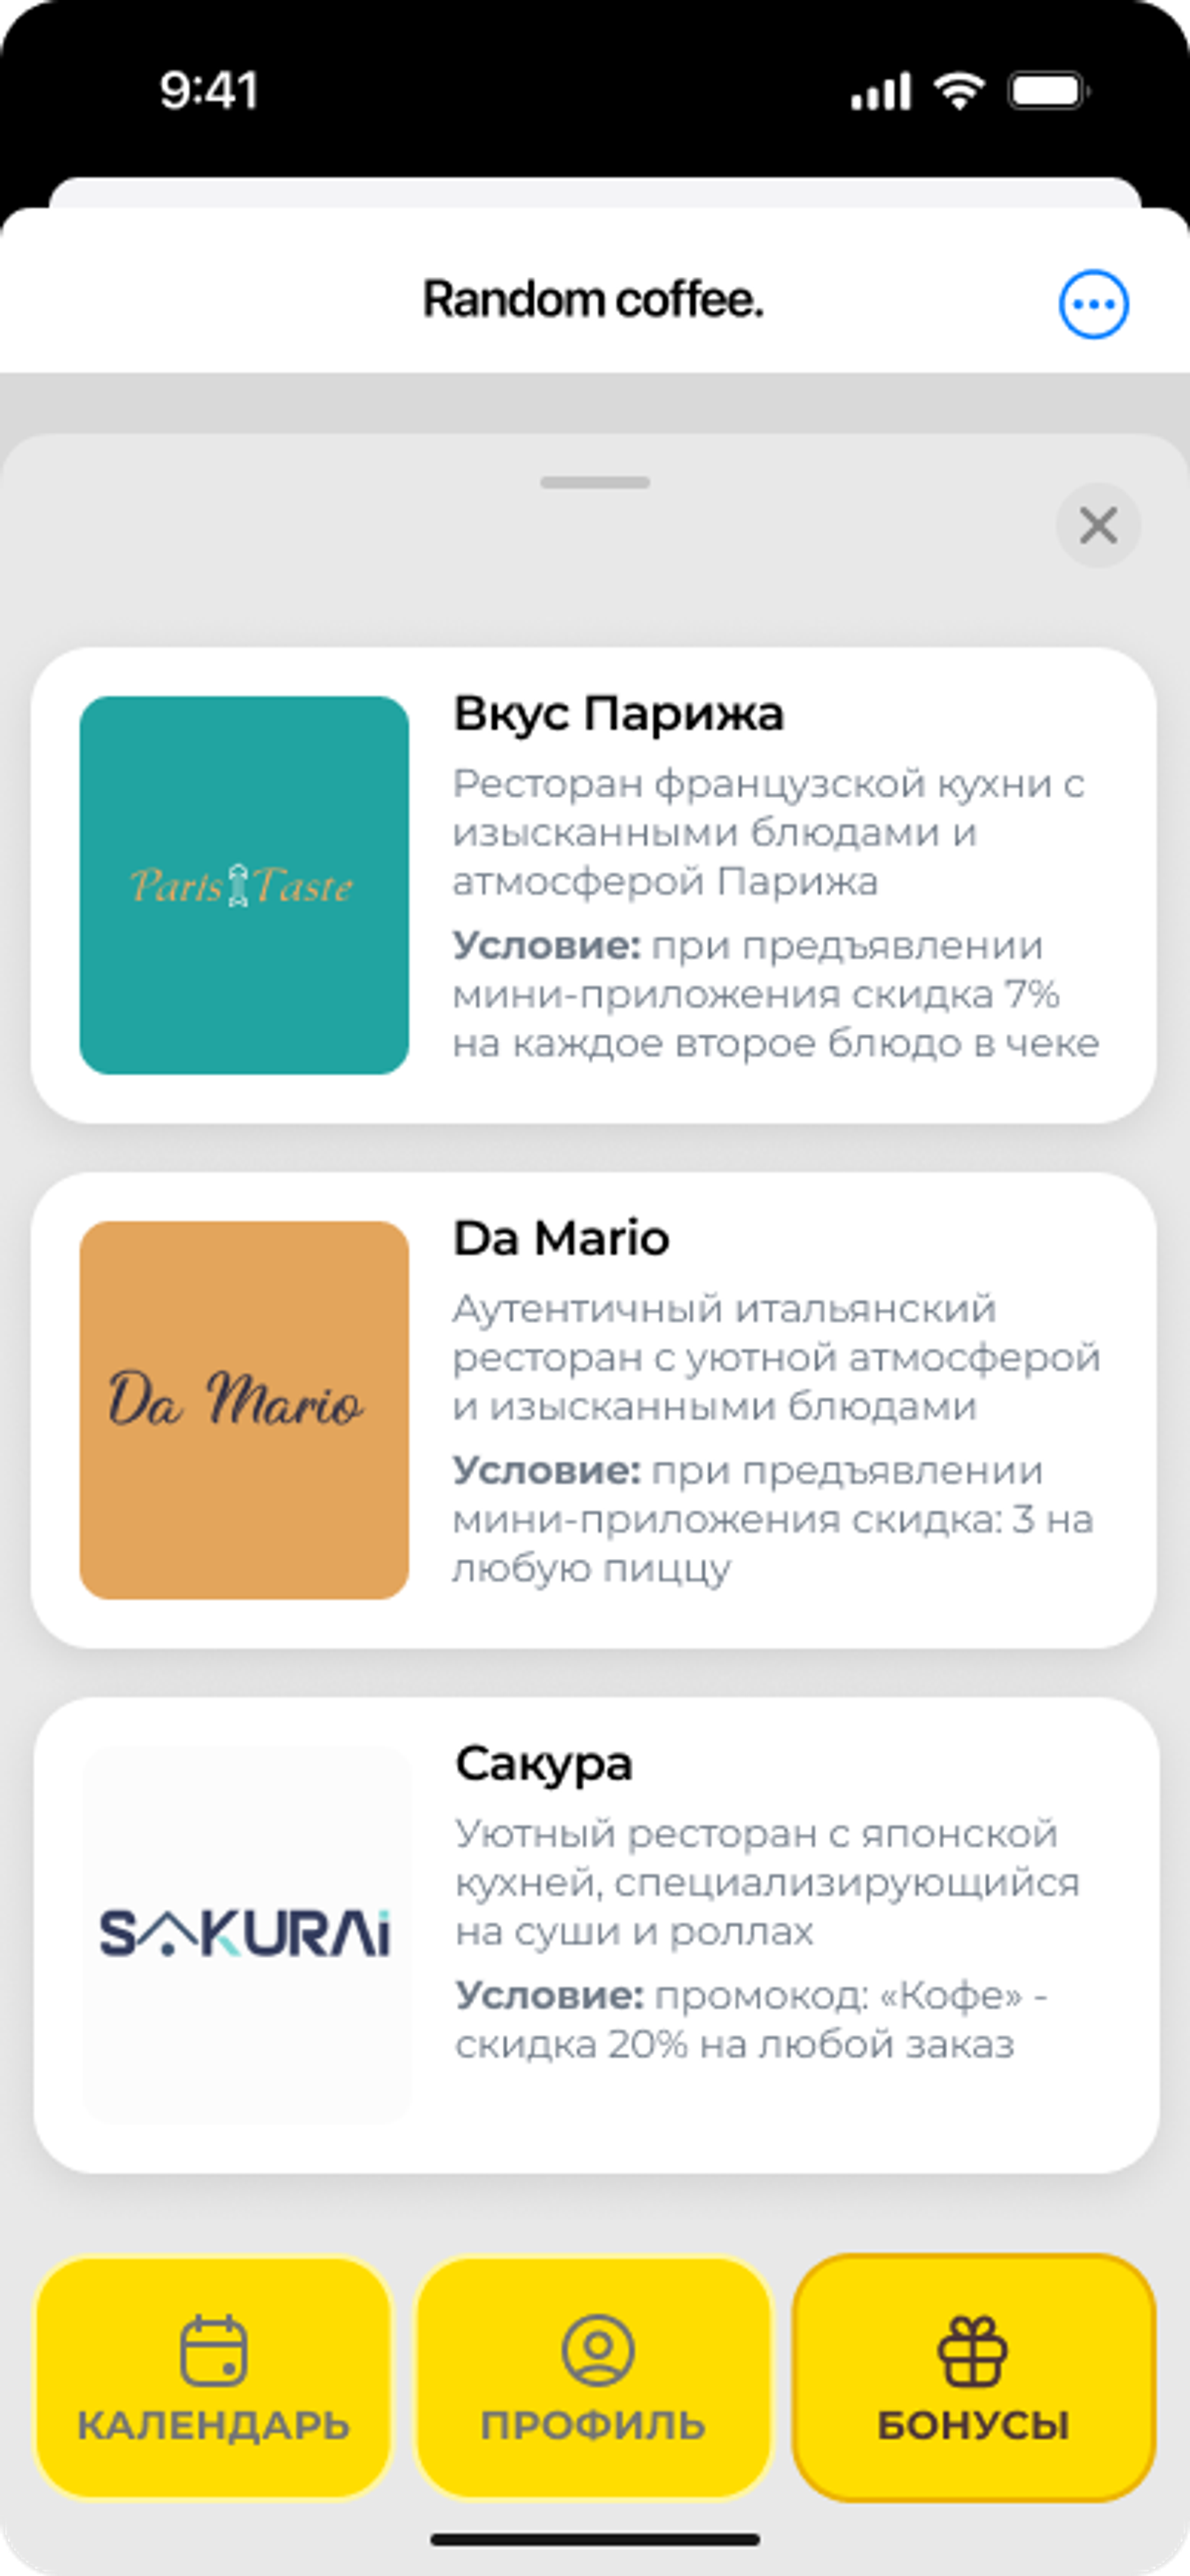 9:41
Random coffee.
Вкус Парижа
Ресторан французской кухни с
изысканными блюдами и
атмосферой Парижа
Paris Taste
Условие: при предъявлении
мини-приложения скидка 7%
на каждое второе блюдо в чеке
Da Mario
Аутентичный итальянский
ресторан с уютной атмосферой
и изысканными блюдами
Da Mario
Условие: при предъявлении
мини-приложения скидка: 3 на
любую пиццу
Сакура
Уютный ресторан с японской
кухней, специализирующийся
на суши и роллах
SAKURAi
Условие: промокод: «Кофе» -
скидка 20% на любой заказ
КАЛЕНДАРЬ
ПРОФИЛЬ
БОНУСЫ